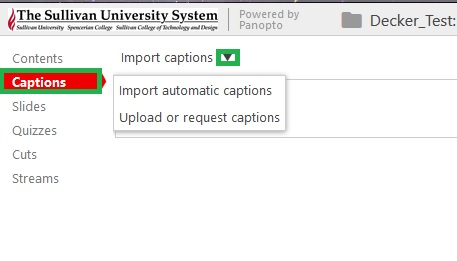 The Sullivan University System
Sullivan University Spencerian College Sullivan College of Technology and Design
Powered by
Panopto
Decker_Test:
Contents
Import captions
Captions
Import automatic captions
Slides
Upload or request captions
Quizzes
Cuts
Streams